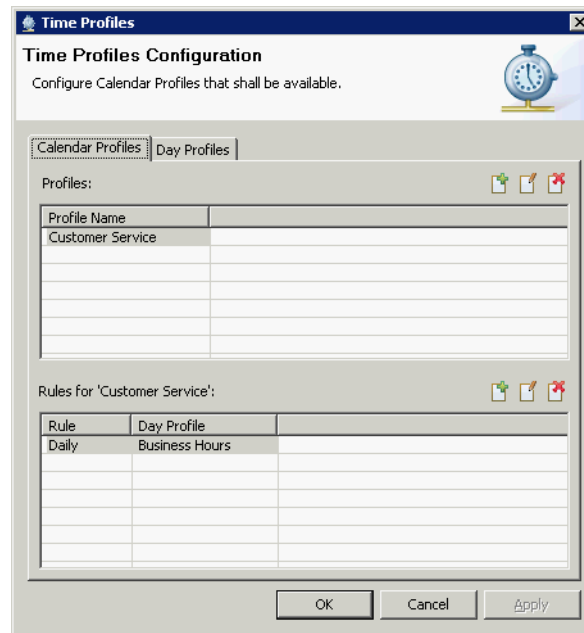 Time Profiles
Time Profiles Configuration
Configure Calendar Profiles that shall be available.
Calendar Profiles Day Profiles
Profiles:
Profile Name
Customer Service
Rules for 'Customer Service':
Rule Day Profile
Daily Business Hours
OK Cancel Apply